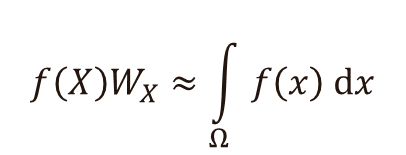 f(X)W_X ≈ ∫_Ω f(x) dx